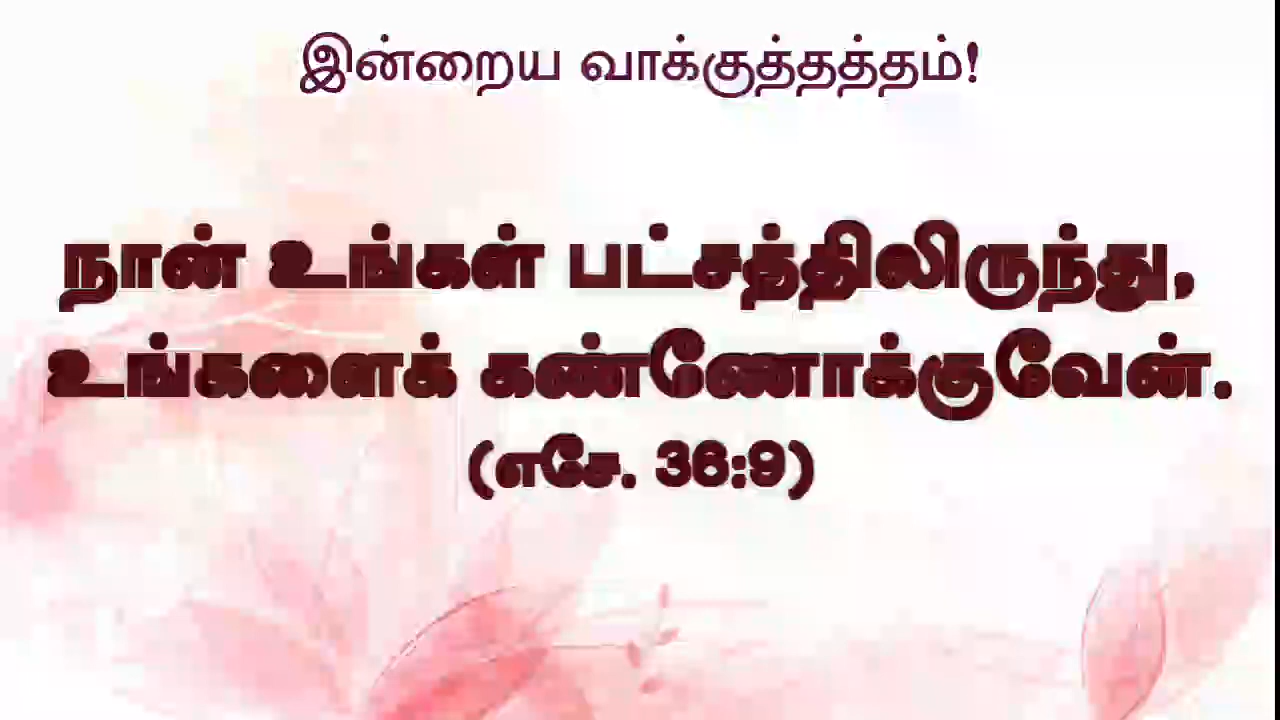 இன்றைய வாக்குத்தத்தம்!
நான் உங்கள் பட்சத்திலிருந்து,
உங்களைக் கண்ணோக்குவேன்.
(எசே. 36:9)